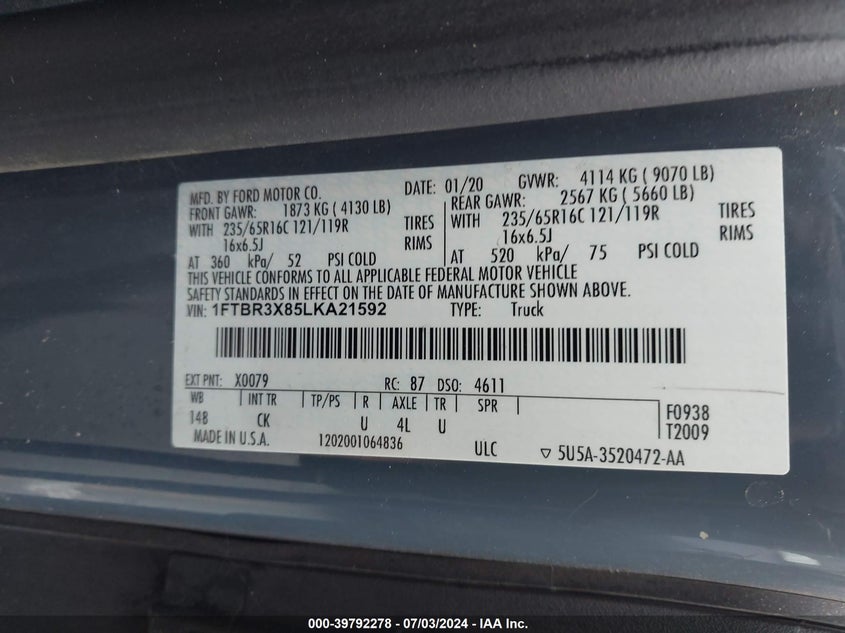 MFD. BY FORD MOTOR CO. DATE: 01/20 GVWR: 4114 KG ( 9070 LB)
FRONT GAWR: 1873 KG ( 4130 LB) REAR GAWR: 2567 KG ( 5660 LB)
WITH 235/65R16C 121/119R TIRES WITH 235/65R16C 121/119R TIRES
16x6.5J RIMS 16x6.5J RIMS
AT 360 kPa/ 52 PSI COLD AT 520 kPa/ 75 PSI COLD
THIS VEHICLE CONFORMS TO ALL APPLICABLE FEDERAL MOTOR VEHICLE
SAFETY STANDARDS IN EFFECT ON THE DATE OF MANUFACTURE SHOWN ABOVE.
VIN: 1FTBR3X85LKA21592 TYPE: Truck
EXT PNT: X0079 RC: 87 DSO: 4611
WB | INT TR | TP/PS | R | AXLE | TR | SPR | F0938
148 CK U 4L U T2009
MADE IN U.S.A. 1202001064836 ULC ▽ 5U5A-3520472-AA
000-39792278 - 07/03/2024 - IAA Inc.